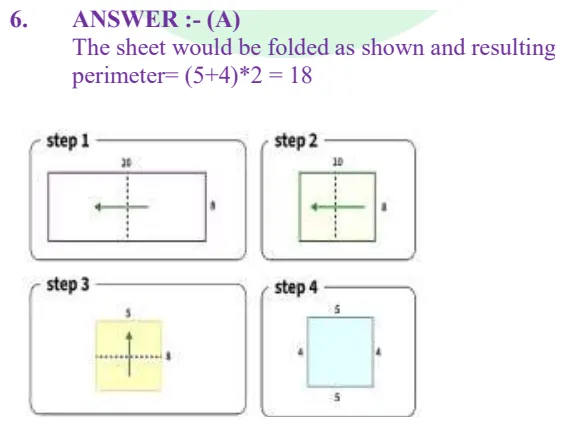 6. ANSWER :- (A)
The sheet would be folded as shown and resulting
perimeter= (5+4)*2 = 18
step 1
20
8
step 2
10
8
step 3
5
8
step 4
5
4
4
5